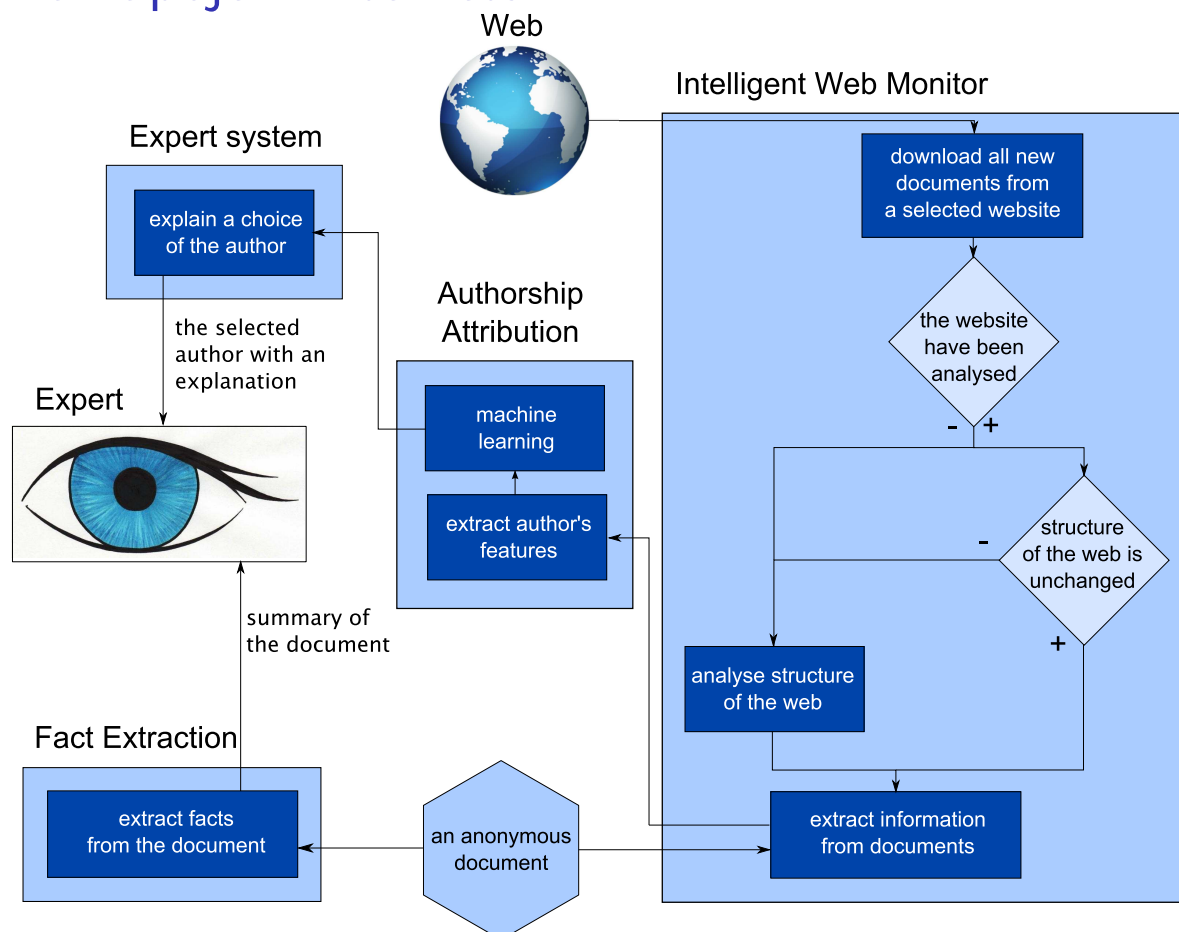 Web
Intelligent Web Monitor
download all new
documents from
a selected website
the website
have been
analysed
-
+
structure
of the web is
unchanged
-
+
analyse structure
of the web
extract information
from documents
Expert system
explain a choice
of the author
the selected
author with an
explanation
Authorship
Attribution
machine
learning
extract author's
features
Expert
summary of
the document
Fact Extraction
extract facts
from the document
an anonymous
document